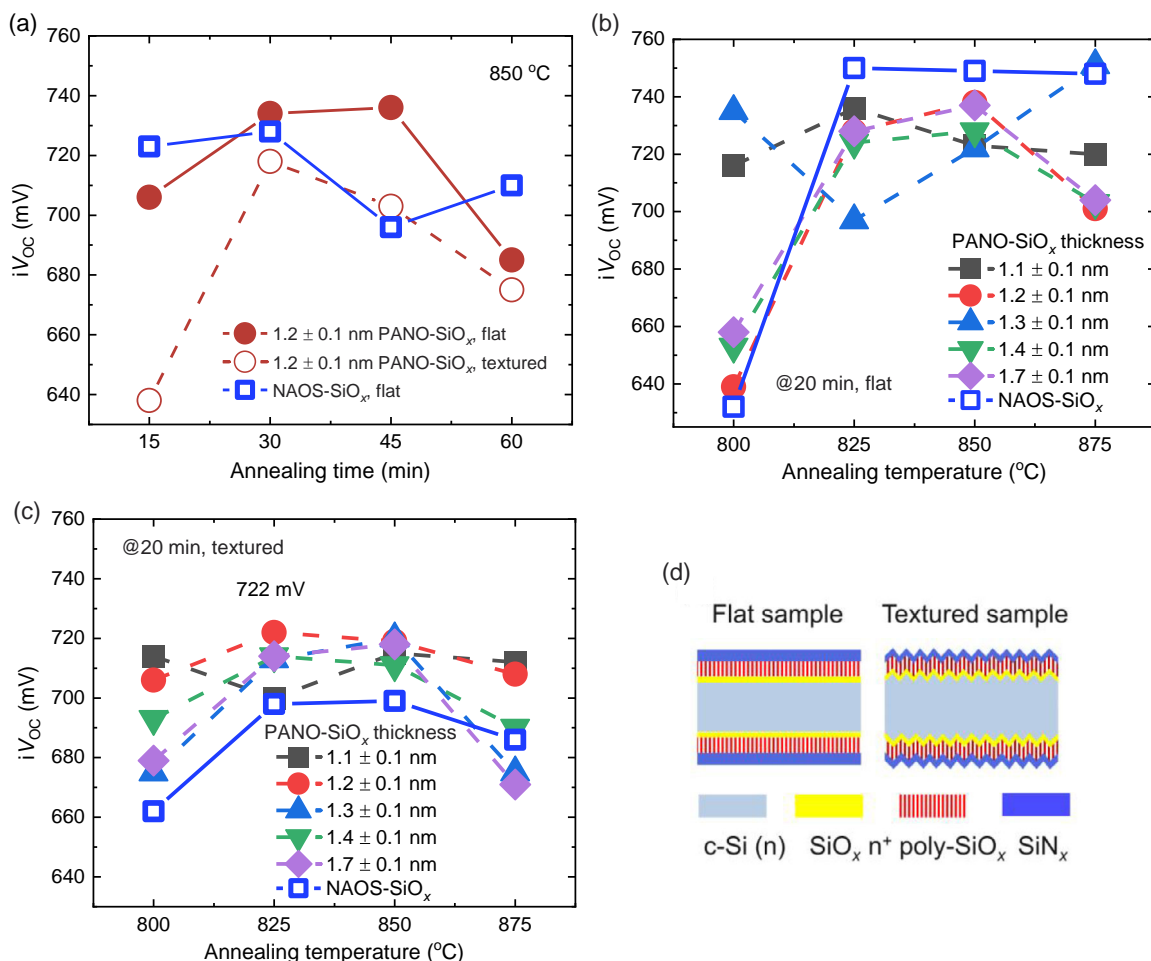 (a)
850 °C
760
740
720
700
680
660
640
iV_OC (mV)
1.2 ± 0.1 nm PANO-SiO_x, flat
1.2 ± 0.1 nm PANO-SiO_x, textured
NAOS-SiO_x, flat
15 30 45 60
Annealing time (min)
(b)
760
740
720
700
680
660
640
iV_OC (mV)
PANO-SiO_x thickness
1.1 ± 0.1 nm
1.2 ± 0.1 nm
1.3 ± 0.1 nm
1.4 ± 0.1 nm
1.7 ± 0.1 nm
NAOS-SiO_x
@20 min, flat
800 825 850 875
Annealing temperature (°C)
(c)
760
740
720
700
680
660
640
iV_OC (mV)
@20 min, textured
722 mV
PANO-SiO_x thickness
1.1 ± 0.1 nm
1.2 ± 0.1 nm
1.3 ± 0.1 nm
1.4 ± 0.1 nm
1.7 ± 0.1 nm
NAOS-SiO_x
800 825 850 875
Annealing temperature (°C)
(d)
Flat sample Textured sample
c-Si (n) SiO_x n⁺ poly-SiO_x SiN_x